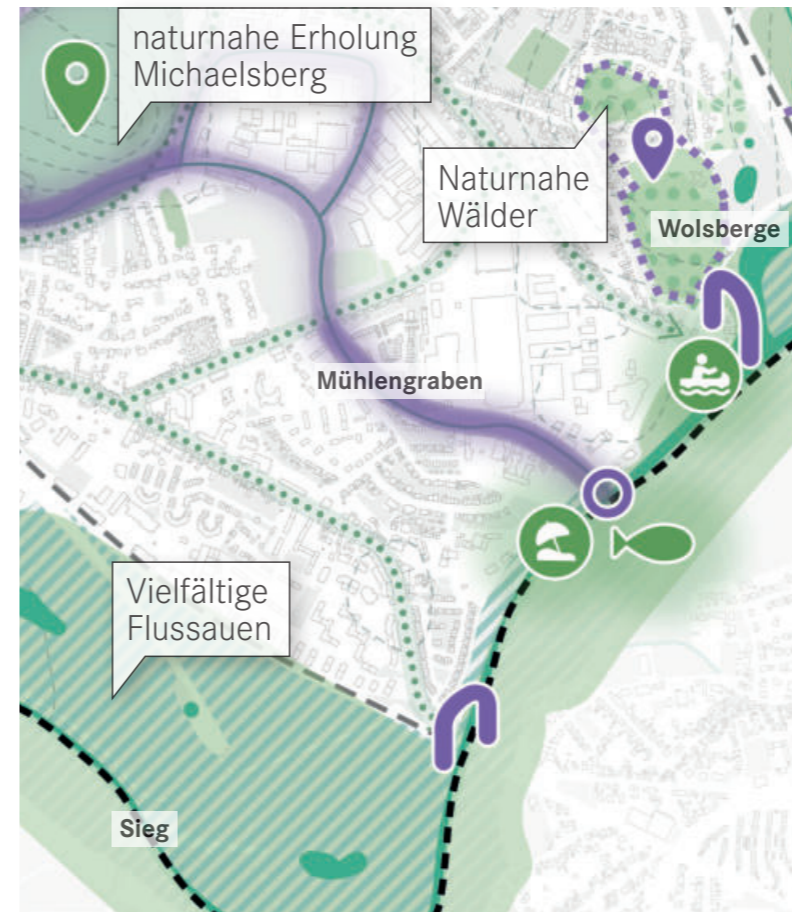 naturnahe Erholung
Michaelsberg
Naturnahe
Wälder
Wolsberge
Mühlengraben
Vielfältige
Flussauen
Sieg